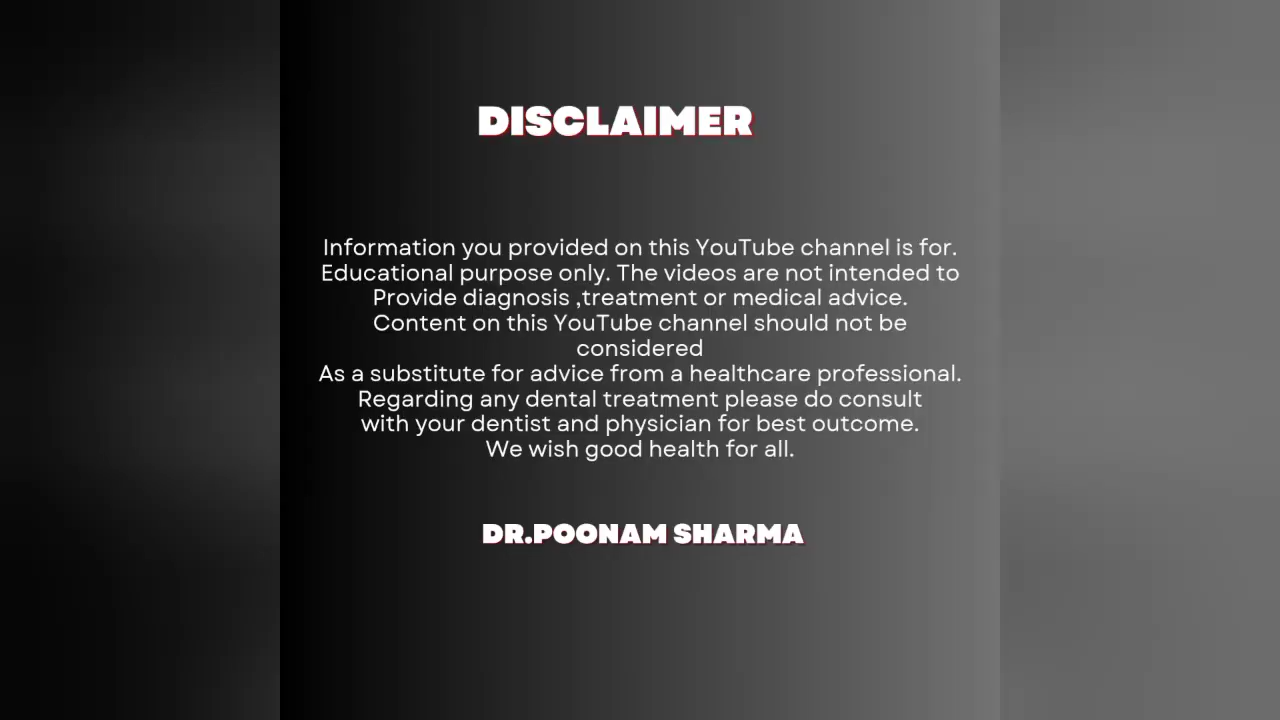 DISCLAIMER
Information you provided on this YouTube channel is for.
Educational purpose only. The videos are not intended to
Provide diagnosis ,treatment or medical advice.
Content on this YouTube channel should not be
considered
As a substitute for advice from a healthcare professional.
Regarding any dental treatment please do consult
with your dentist and physician for best outcome.
We wish good health for all.
DR.POONAM SHARMA